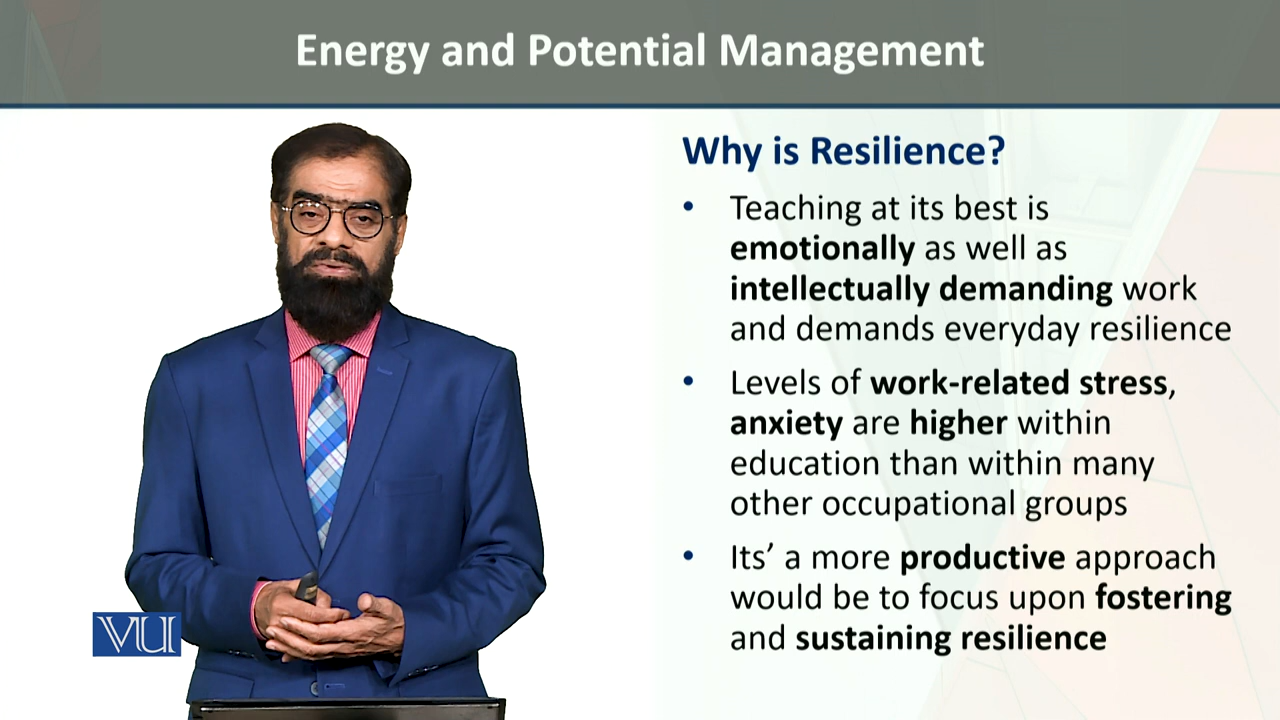 Energy and Potential Management
Why is Resilience?
• Teaching at its best is
emotionally as well as
intellectually demanding work
and demands everyday resilience
• Levels of work-related stress,
anxiety are higher within
education than within many
other occupational groups
• Its’ a more productive approach
would be to focus upon fostering
and sustaining resilience
VU